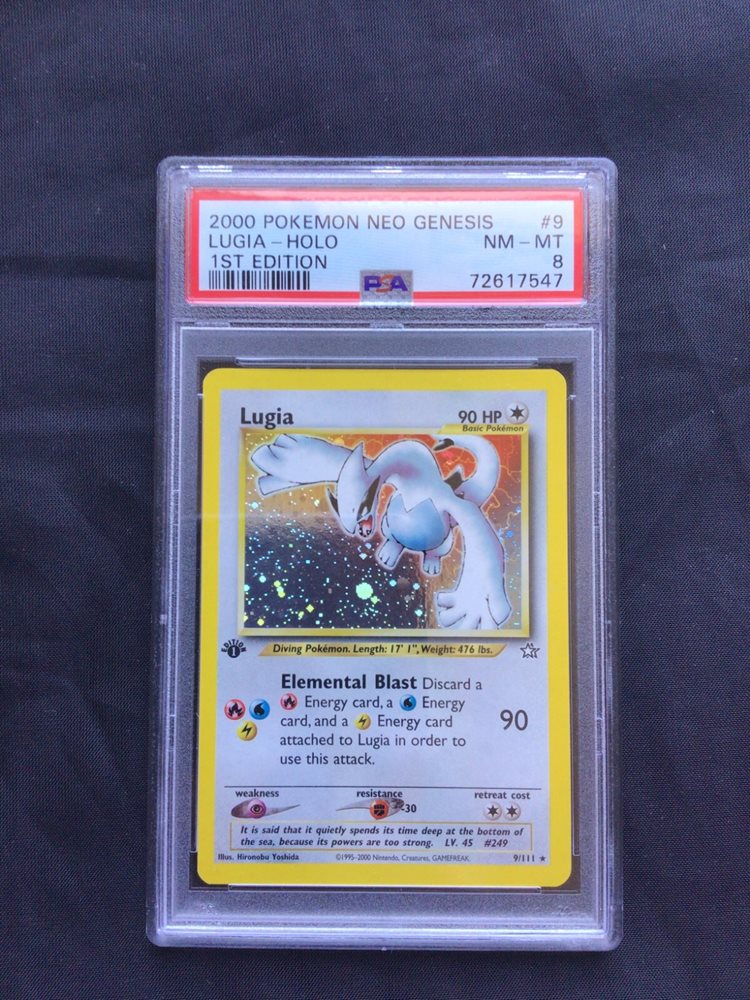 2000 POKEMON NEO GENESIS #9
LUGIA - HOLO NM - MT
1ST EDITION 8
PSA 72617547
Lugia 90 HP
Basic Pokémon
EDITION 1
Diving Pokémon. Length: 17' 1", Weight: 476 lbs.
Elemental Blast Discard a
Energy card, a Energy
card, and a Energy card
attached to Lugia in order to
use this attack.
90
weakness resistance retreat cost
-30
It is said that it quietly spends its time deep at the bottom of
the sea, because its powers are too strong. LV. 45 #249
Illus. Hironobu Yoshida ©1995-2000 Nintendo, Creatures, GAMEFREAK. 9/111 ★